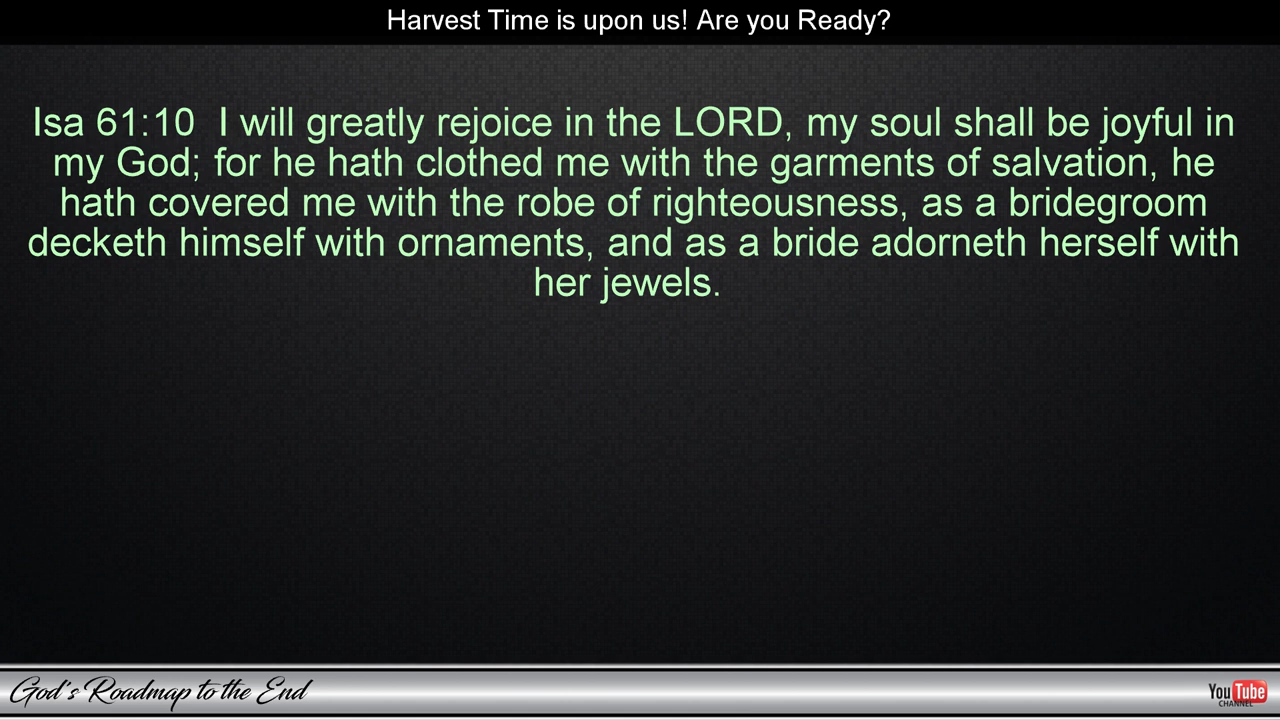 Harvest Time is upon us! Are you Ready?
Isa 61:10  I will greatly rejoice in the LORD, my soul shall be joyful in
my God; for he hath clothed me with the garments of salvation, he
hath covered me with the robe of righteousness, as a bridegroom
decketh himself with ornaments, and as a bride adorneth herself with
her jewels.
God's Roadmap to the End
YouTube
CHANNEL